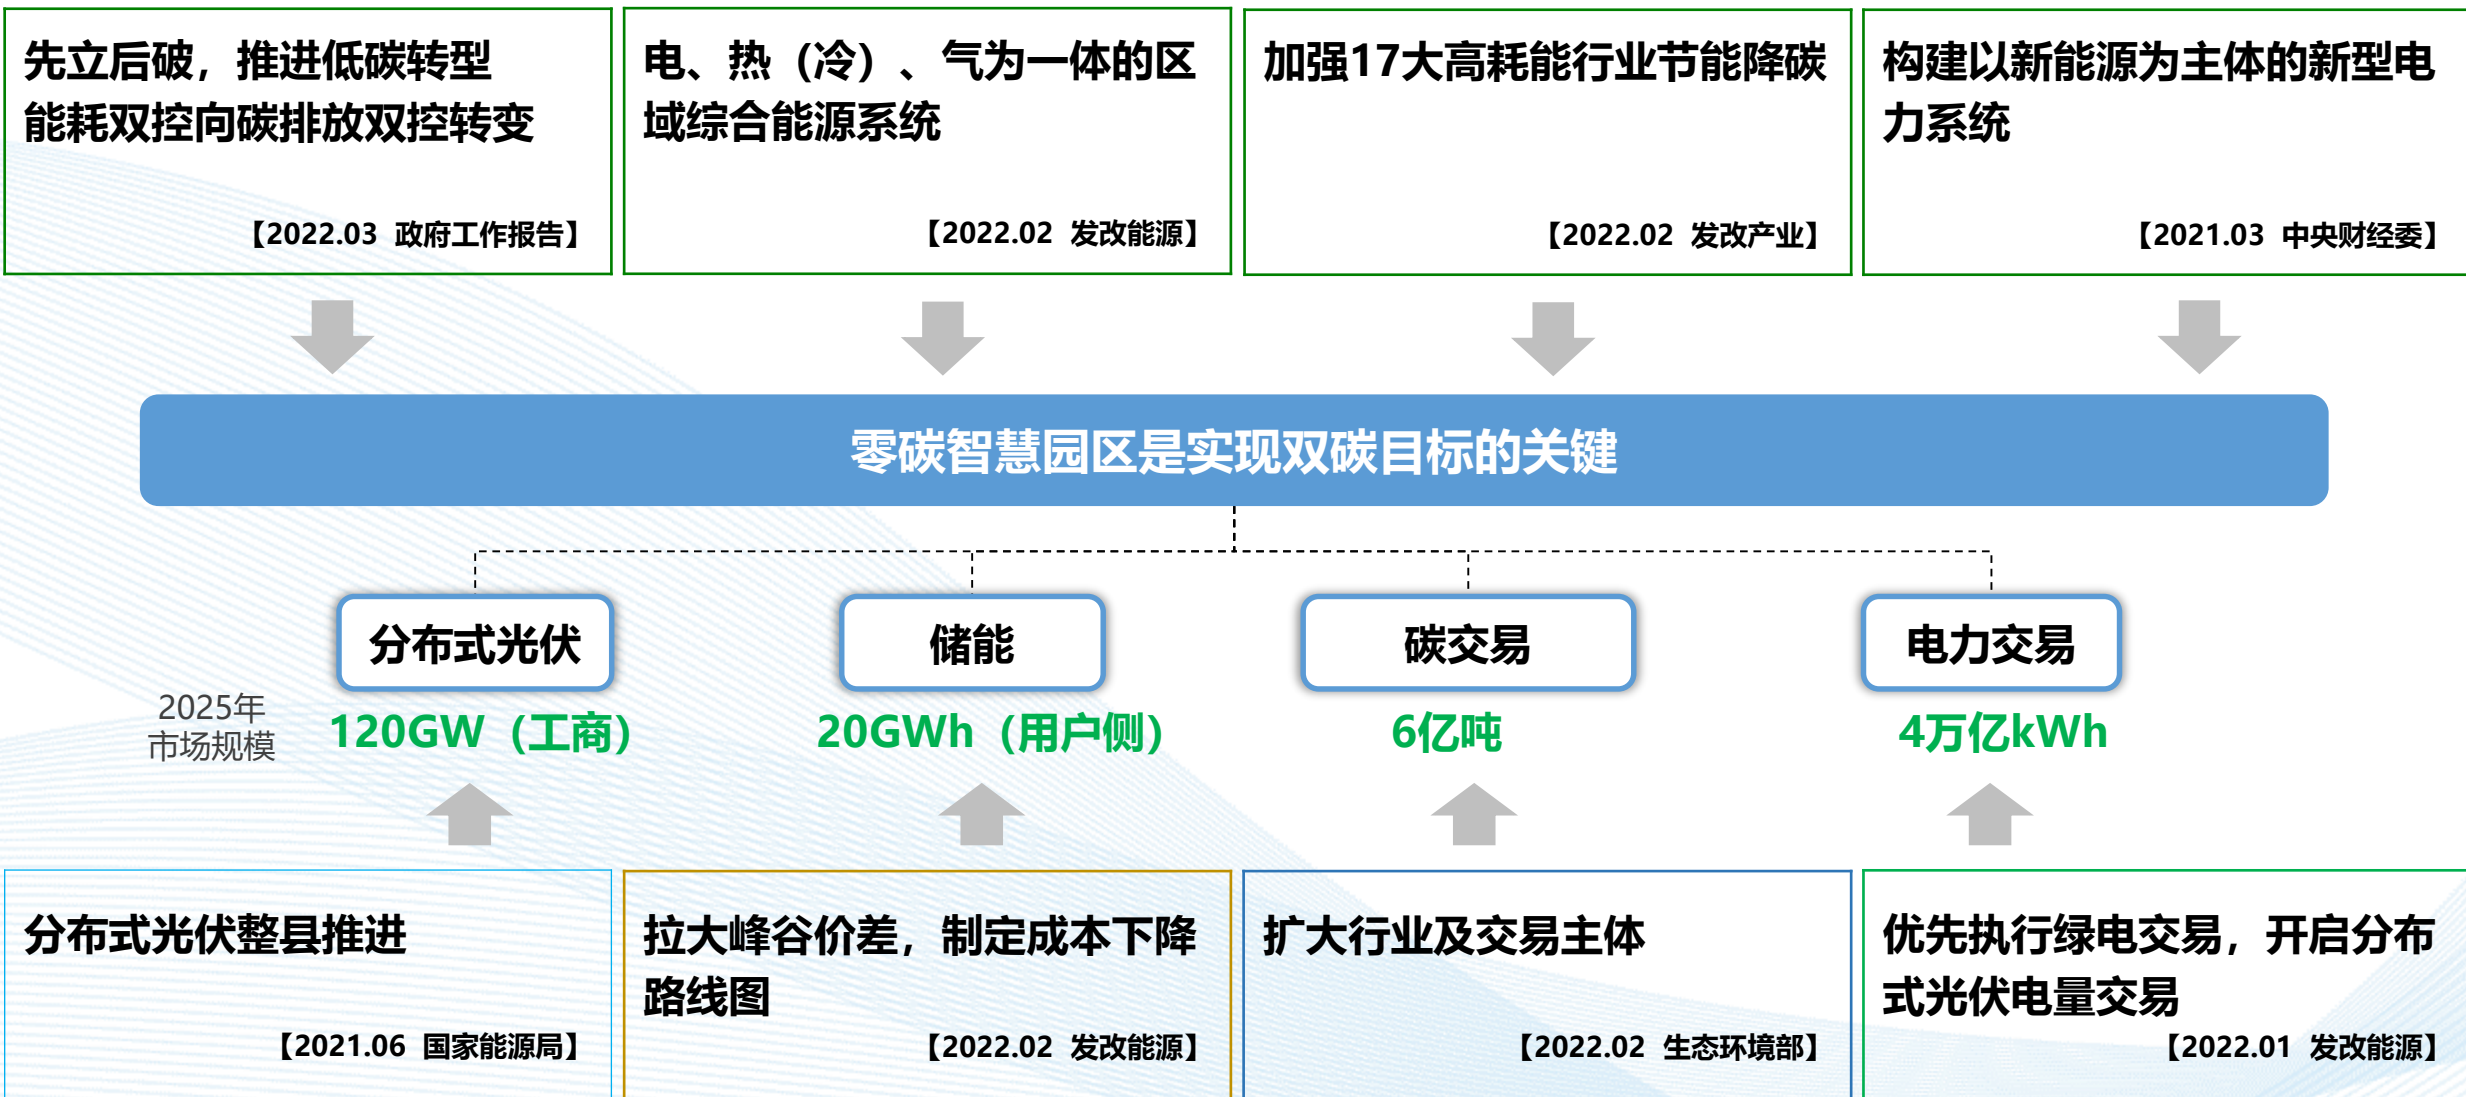 先立后破，推进低碳转型
能耗双控向碳排放双控转变
【2022.03 政府工作报告】
电、热（冷）、气为一体的区
域综合能源系统
【2022.02 发改能源】
加强17大高耗能行业节能降碳
【2022.02 发改产业】
构建以新能源为主体的新型电
力系统
【2021.03 中央财经委】
零碳智慧园区是实现双碳目标的关键
分布式光伏
储能
碳交易
电力交易
2025年
市场规模
120GW（工商）
20GWh（用户侧）
6亿吨
4万亿kWh
分布式光伏整县推进
【2021.06 国家能源局】
拉大峰谷价差，制定成本下降
路线图
【2022.02 发改能源】
扩大行业及交易主体
【2022.02 生态环境部】
优先执行绿电交易，开启分布
式光伏电量交易
【2022.01 发改能源】